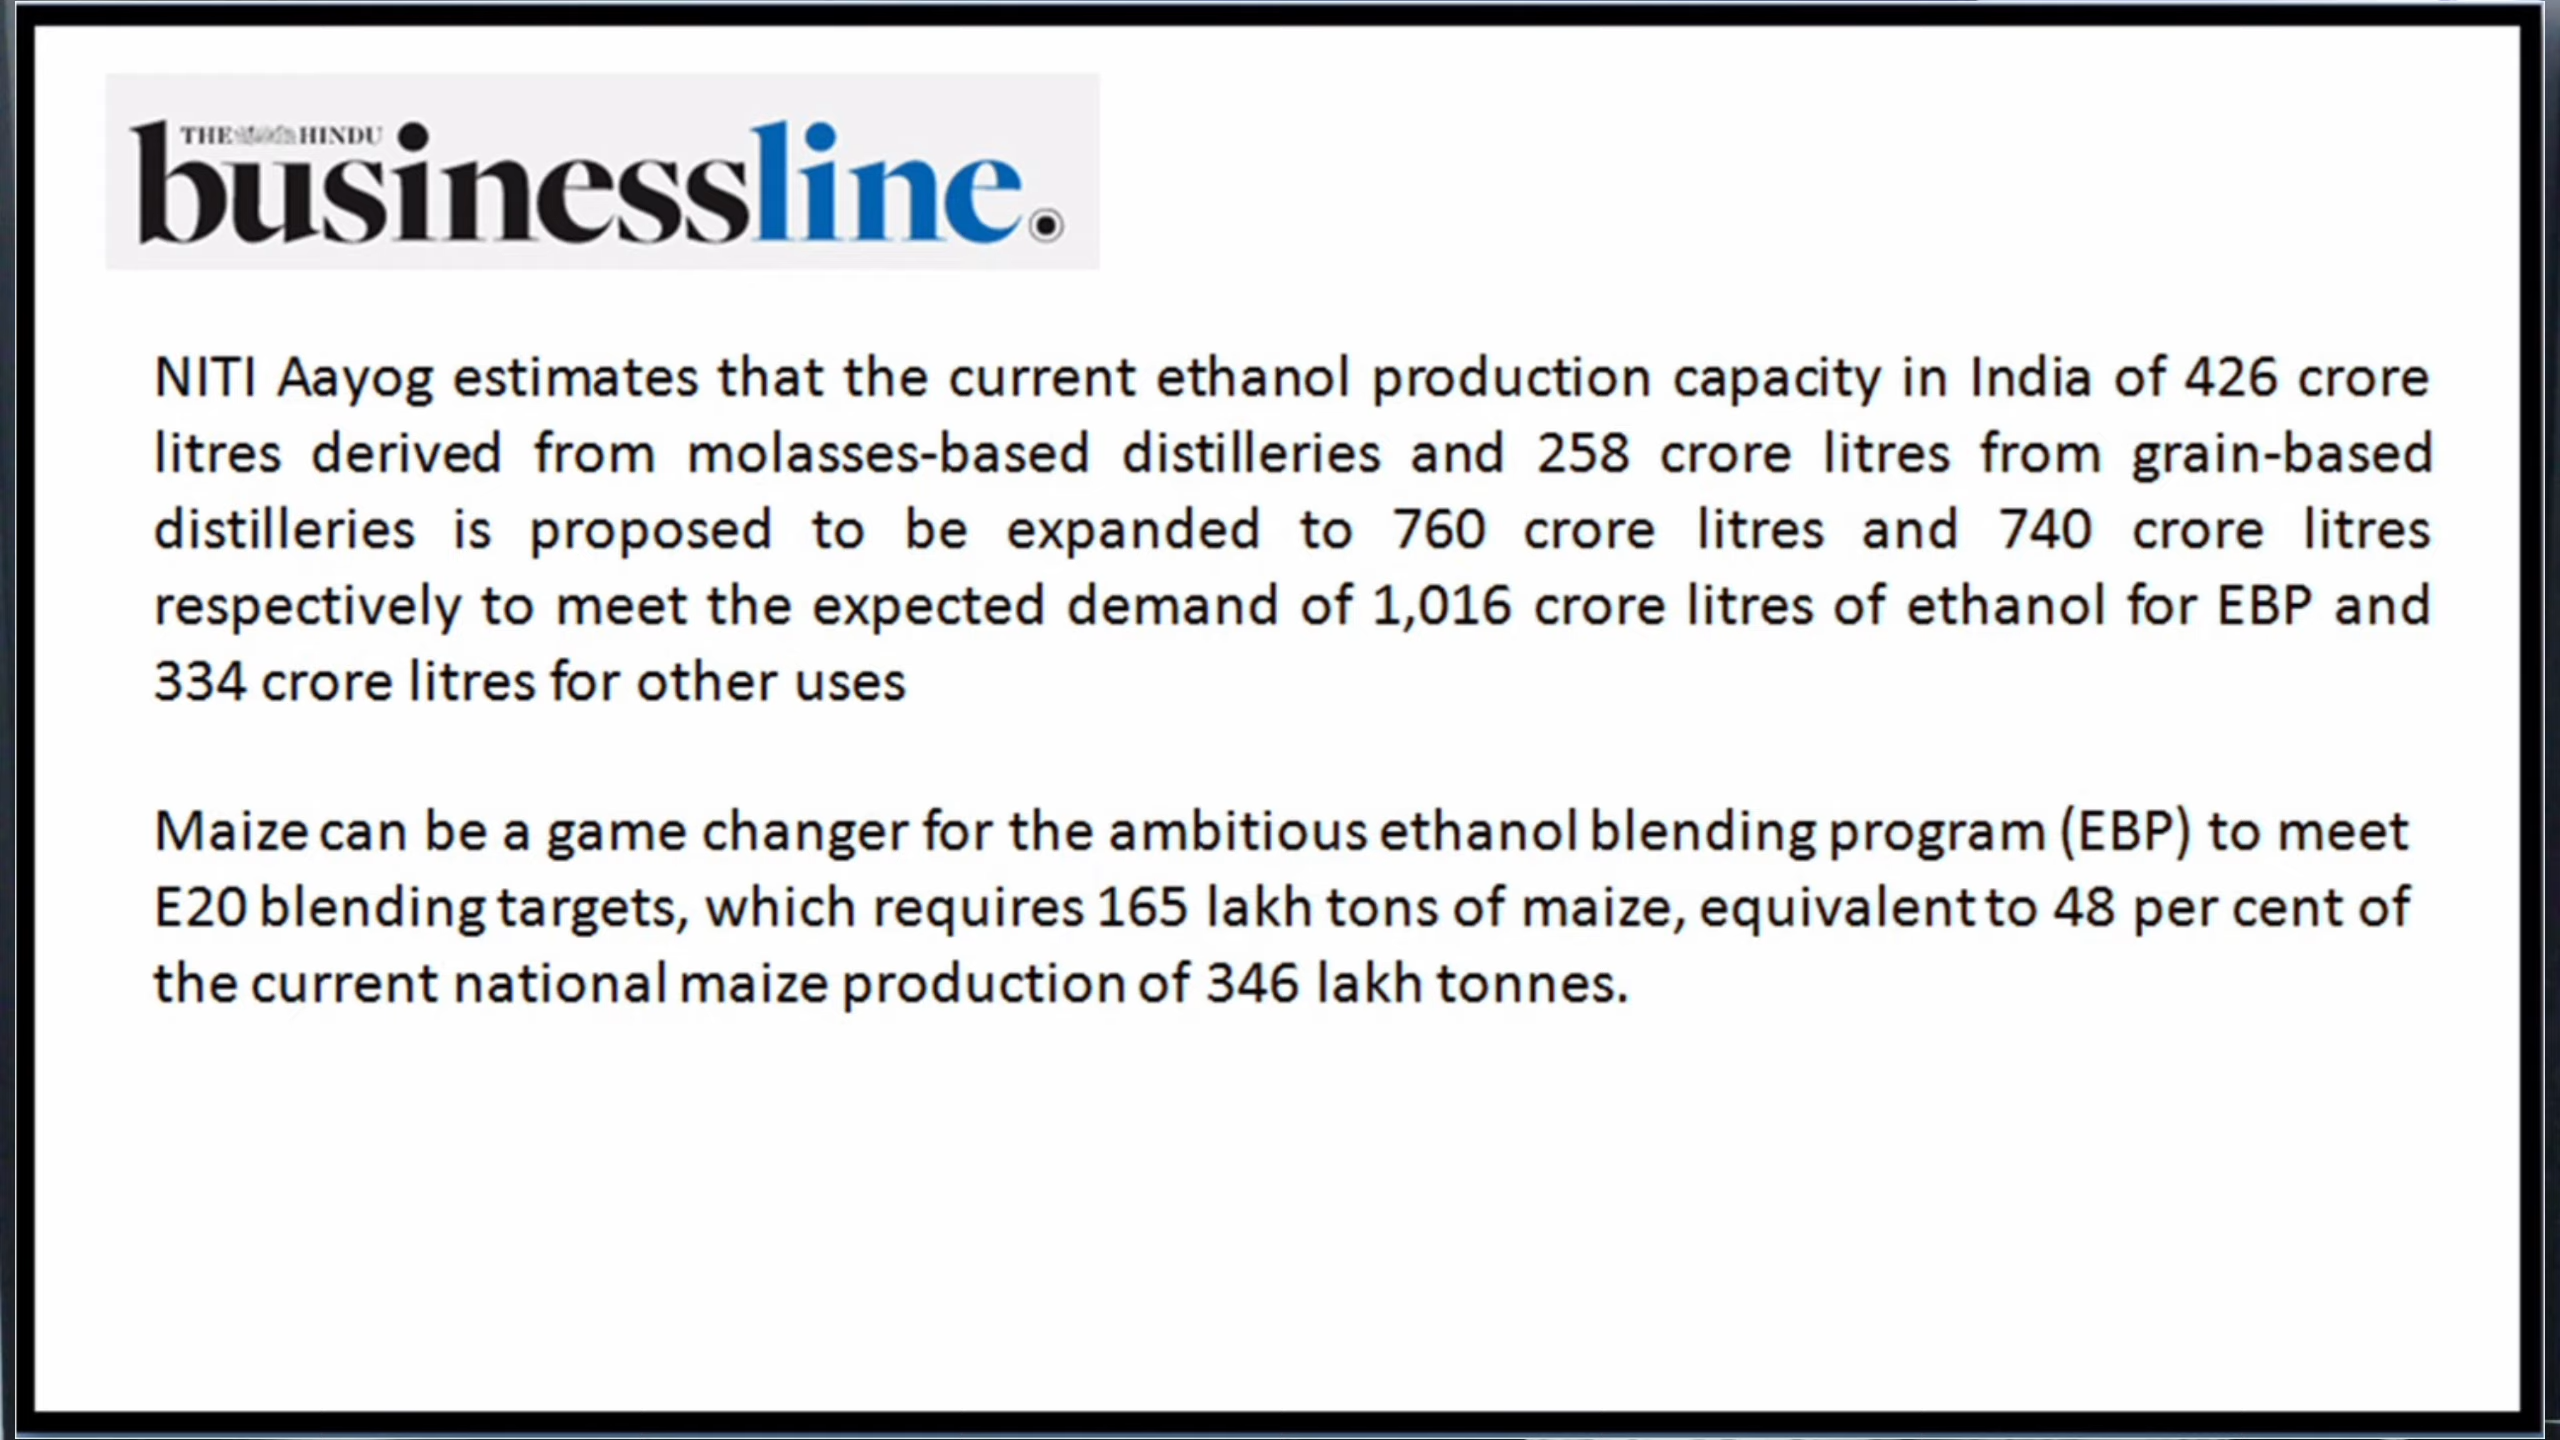 THE HINDU
businessline.
NITI Aayog estimates that the current ethanol production capacity in India of 426 crore
litres derived from molasses-based distilleries and 258 crore litres from grain-based
distilleries is proposed to be expanded to 760 crore litres and 740 crore litres
respectively to meet the expected demand of 1,016 crore litres of ethanol for EBP and
334 crore litres for other uses
Maize can be a game changer for the ambitious ethanol blending program (EBP) to meet
E20 blending targets, which requires 165 lakh tons of maize, equivalent to 48 per cent of
the current national maize production of 346 lakh tonnes.